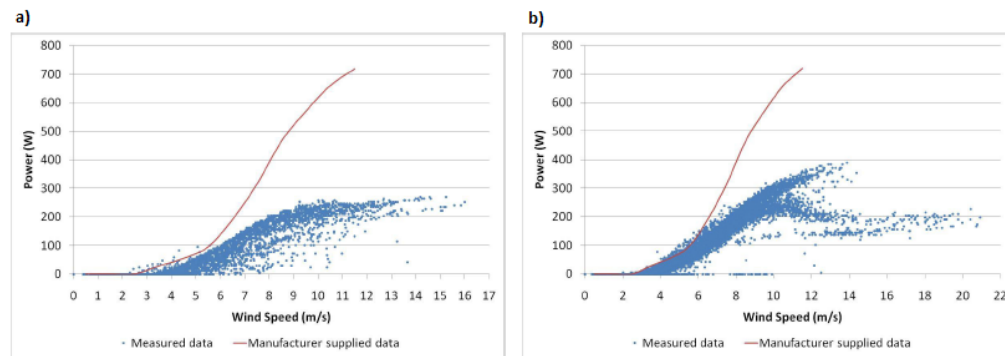 a)
b)
800
700
600
500
400
300
200
100
0
Power (W)
0 1 2 3 4 5 6 7 8 9 10 11 12 13 14 15 16 17
Wind Speed (m/s)
Measured data Manufacturer supplied data
800
700
600
500
400
300
200
100
0
Power (W)
0 2 4 6 8 10 12 14 16 18 20 22
Wind Speed (m/s)
Measured data Manufacturer supplied data